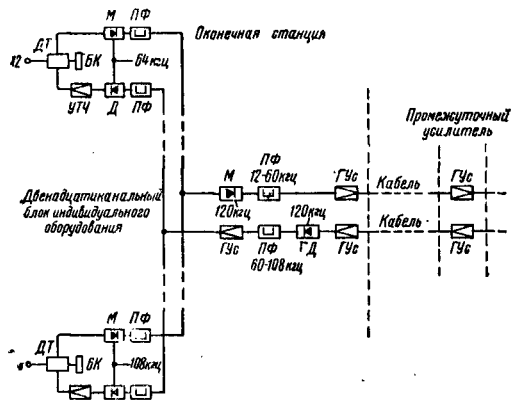 М ПФ
Оконечная станция
ДТ
12
БК
64кгц
УТЧ Д ПФ
Промежуточный
усилитель
ПФ
М 12-60кгц ГУс Кабель ГУс
Двенадцатиканальный
блок индивидуального
оборудования
120кгц 120кгц
Кабель
ГУс ПФ ГД ГУс ГУс
60-108кгц
М ПФ
ДТ
БК
108кгц